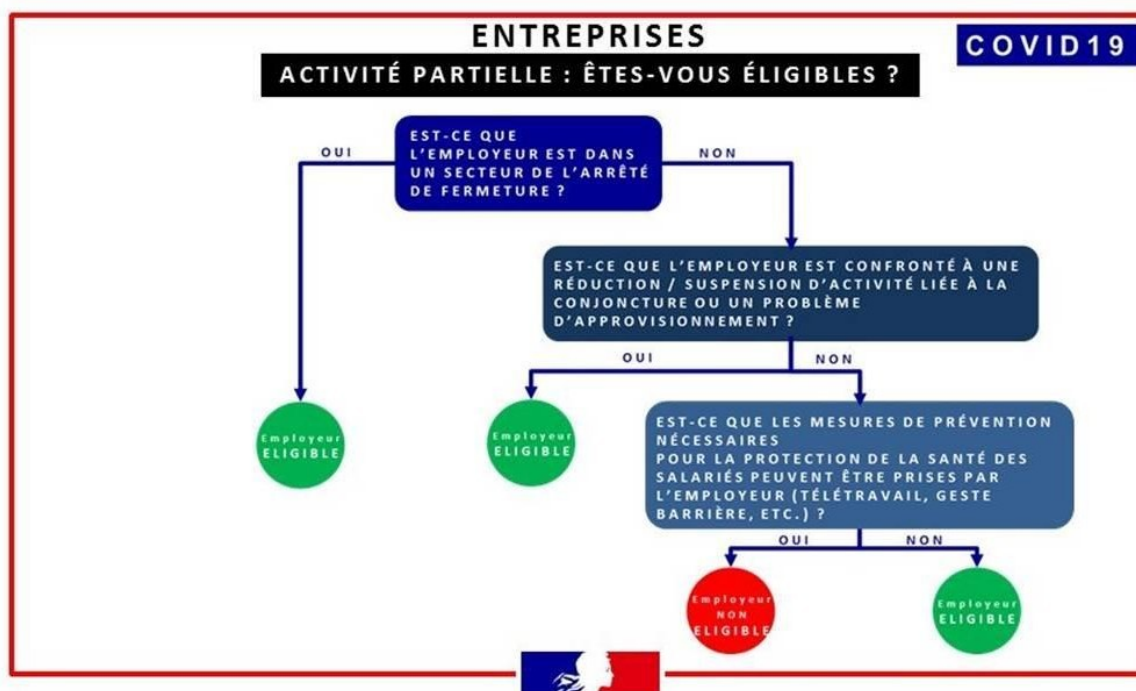 ENTREPRISES
COVID19
ACTIVITÉ PARTIELLE : ÊTES-VOUS ÉLIGIBLES ?
EST-CE QUE
L'EMPLOYEUR EST DANS
UN SECTEUR DE L'ARRÊTÉ
DE FERMETURE ?
OUI
NON
EST-CE QUE L'EMPLOYEUR EST CONFRONTÉ À UNE
RÉDUCTION / SUSPENSION D'ACTIVITÉ LIÉE À LA
CONJONCTURE OU UN PROBLÈME
D'APPROVISIONNEMENT ?
OUI
NON
Employeur
ELIGIBLE
Employeur
ELIGIBLE
EST-CE QUE LES MESURES DE PRÉVENTION
NÉCESSAIRES
POUR LA PROTECTION DE LA SANTÉ DES
SALARIÉS PEUVENT ÊTRE PRISES PAR
L'EMPLOYEUR (TÉLÉTRAVAIL, GESTE
BARRIÈRE, ETC.) ?
OUI
NON
Employeur
NON
ELIGIBLE
Employeur
ELIGIBLE